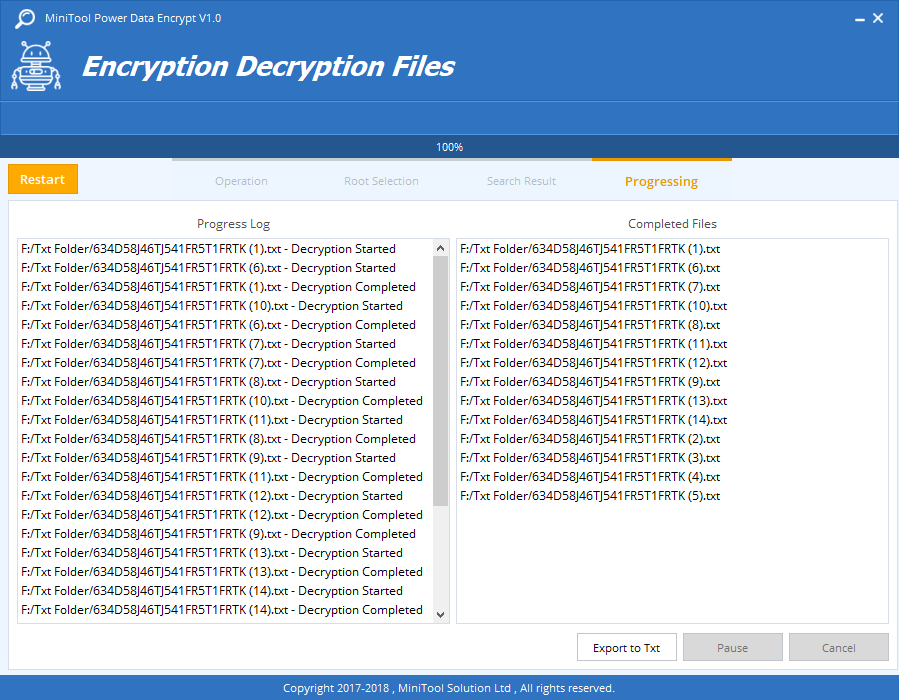 MiniTool Power Data Encrypt V1.0
Encryption Decryption Files
100%
Restart
Operation
Root Selection
Search Result
Progressing
Progress Log
F:/Txt Folder/634D58J46TJ541FR5T1FRTK (1).txt - Decryption Started
F:/Txt Folder/634D58J46TJ541FR5T1FRTK (6).txt - Decryption Started
F:/Txt Folder/634D58J46TJ541FR5T1FRTK (1).txt - Decryption Completed
F:/Txt Folder/634D58J46TJ541FR5T1FRTK (10).txt - Decryption Started
F:/Txt Folder/634D58J46TJ541FR5T1FRTK (6).txt - Decryption Completed
F:/Txt Folder/634D58J46TJ541FR5T1FRTK (7).txt - Decryption Started
F:/Txt Folder/634D58J46TJ541FR5T1FRTK (7).txt - Decryption Completed
F:/Txt Folder/634D58J46TJ541FR5T1FRTK (8).txt - Decryption Started
F:/Txt Folder/634D58J46TJ541FR5T1FRTK (10).txt - Decryption Completed
F:/Txt Folder/634D58J46TJ541FR5T1FRTK (11).txt - Decryption Started
F:/Txt Folder/634D58J46TJ541FR5T1FRTK (8).txt - Decryption Completed
F:/Txt Folder/634D58J46TJ541FR5T1FRTK (9).txt - Decryption Started
F:/Txt Folder/634D58J46TJ541FR5T1FRTK (11).txt - Decryption Completed
F:/Txt Folder/634D58J46TJ541FR5T1FRTK (12).txt - Decryption Started
F:/Txt Folder/634D58J46TJ541FR5T1FRTK (12).txt - Decryption Completed
F:/Txt Folder/634D58J46TJ541FR5T1FRTK (9).txt - Decryption Completed
F:/Txt Folder/634D58J46TJ541FR5T1FRTK (13).txt - Decryption Started
F:/Txt Folder/634D58J46TJ541FR5T1FRTK (13).txt - Decryption Completed
F:/Txt Folder/634D58J46TJ541FR5T1FRTK (14).txt - Decryption Started
F:/Txt Folder/634D58J46TJ541FR5T1FRTK (14).txt - Decryption Completed
Completed Files
F:/Txt Folder/634D58J46TJ541FR5T1FRTK (1).txt
F:/Txt Folder/634D58J46TJ541FR5T1FRTK (6).txt
F:/Txt Folder/634D58J46TJ541FR5T1FRTK (7).txt
F:/Txt Folder/634D58J46TJ541FR5T1FRTK (10).txt
F:/Txt Folder/634D58J46TJ541FR5T1FRTK (8).txt
F:/Txt Folder/634D58J46TJ541FR5T1FRTK (11).txt
F:/Txt Folder/634D58J46TJ541FR5T1FRTK (12).txt
F:/Txt Folder/634D58J46TJ541FR5T1FRTK (9).txt
F:/Txt Folder/634D58J46TJ541FR5T1FRTK (13).txt
F:/Txt Folder/634D58J46TJ541FR5T1FRTK (14).txt
F:/Txt Folder/634D58J46TJ541FR5T1FRTK (2).txt
F:/Txt Folder/634D58J46TJ541FR5T1FRTK (3).txt
F:/Txt Folder/634D58J46TJ541FR5T1FRTK (4).txt
F:/Txt Folder/634D58J46TJ541FR5T1FRTK (5).txt
Export to Txt
Pause
Cancel
Copyright 2017-2018 , MiniTool Solution Ltd , All rights reserved.